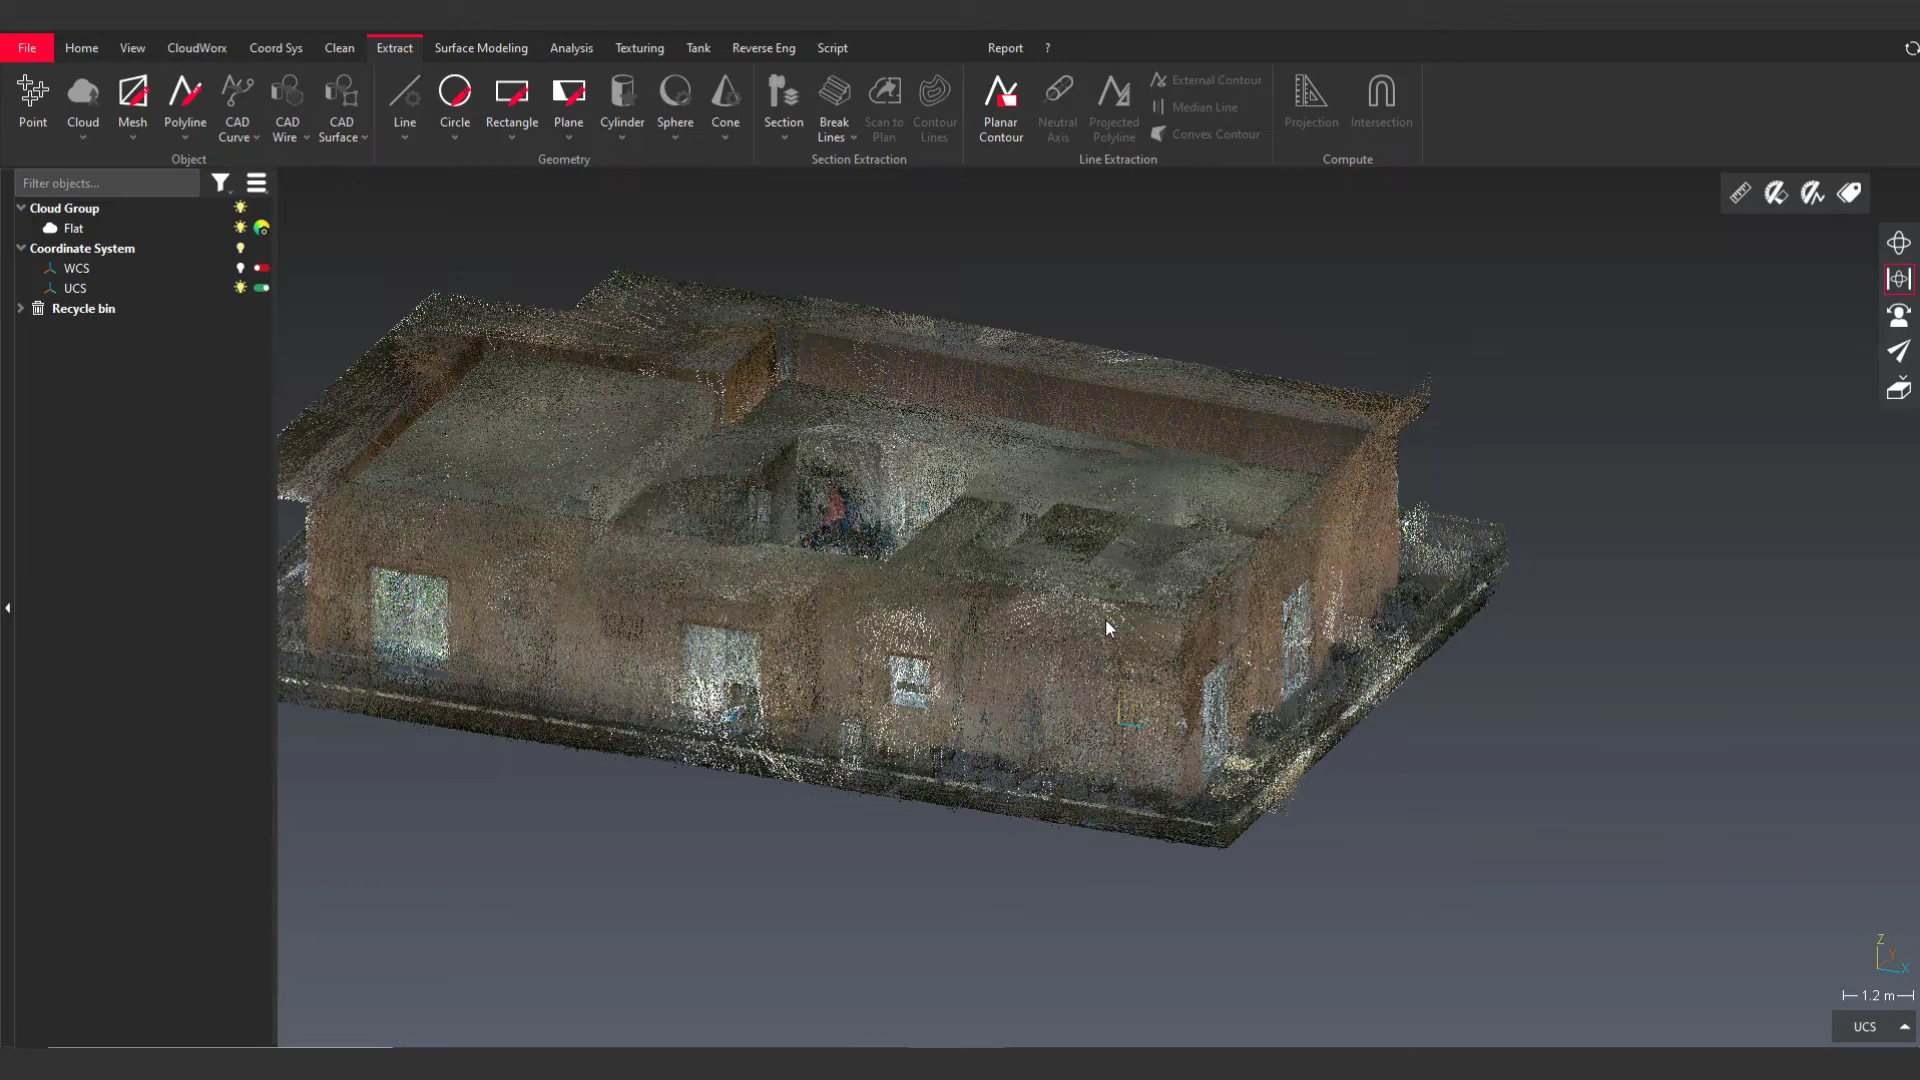 File Home View CloudWorx Coord Sys Clean Extract Surface Modeling Analysis Texturing Tank Reverse Eng Script Report ?
Point Cloud Mesh Polyline CAD Curve CAD Wire CAD Surface
Object
Line Circle Rectangle Plane Cylinder Sphere Cone
Geometry
Section Break Lines Scan to Plan Contour Lines
Section Extraction
Planar Contour Neutral Axis Projected Polyline
External Contour
Median Line
Convex Contour
Line Extraction
Projection Intersection
Compute
Filter objects...
Cloud Group
Flat
Coordinate System
WCS
UCS
Recycle bin
Z
Y
X
1.2 m
UCS